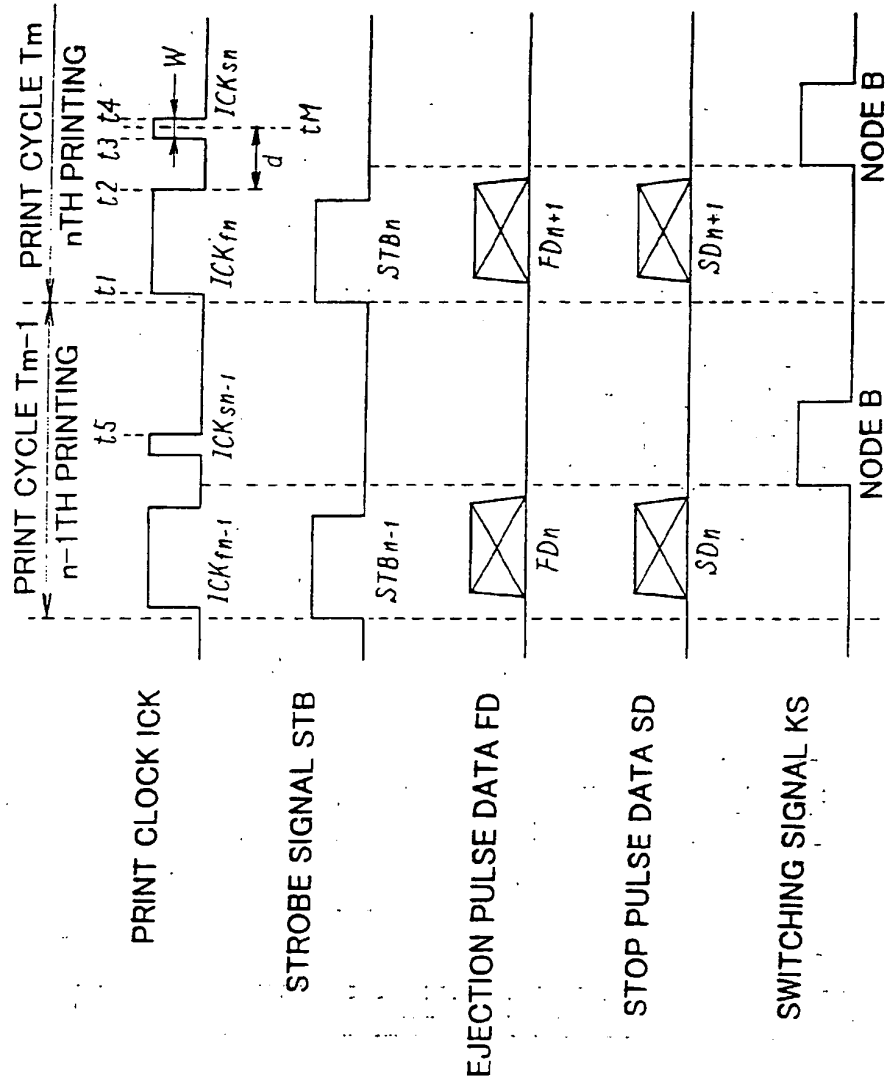 PRINT CYCLE Tm-1
n-1TH PRINTING
PRINT CYCLE Tm
nTH PRINTING
t5
t1
t2
t3
t4
W
PRINT CLOCK ICK
ICKfn-1
ICKsn-1
ICKfn
d
ICKsn
tM
STROBE SIGNAL STB
STBn-1
STBn
EJECTION PULSE DATA FD
FDn
FDn+1
STOP PULSE DATA SD
SDn
SDn+1
SWITCHING SIGNAL KS
NODE B
NODE B